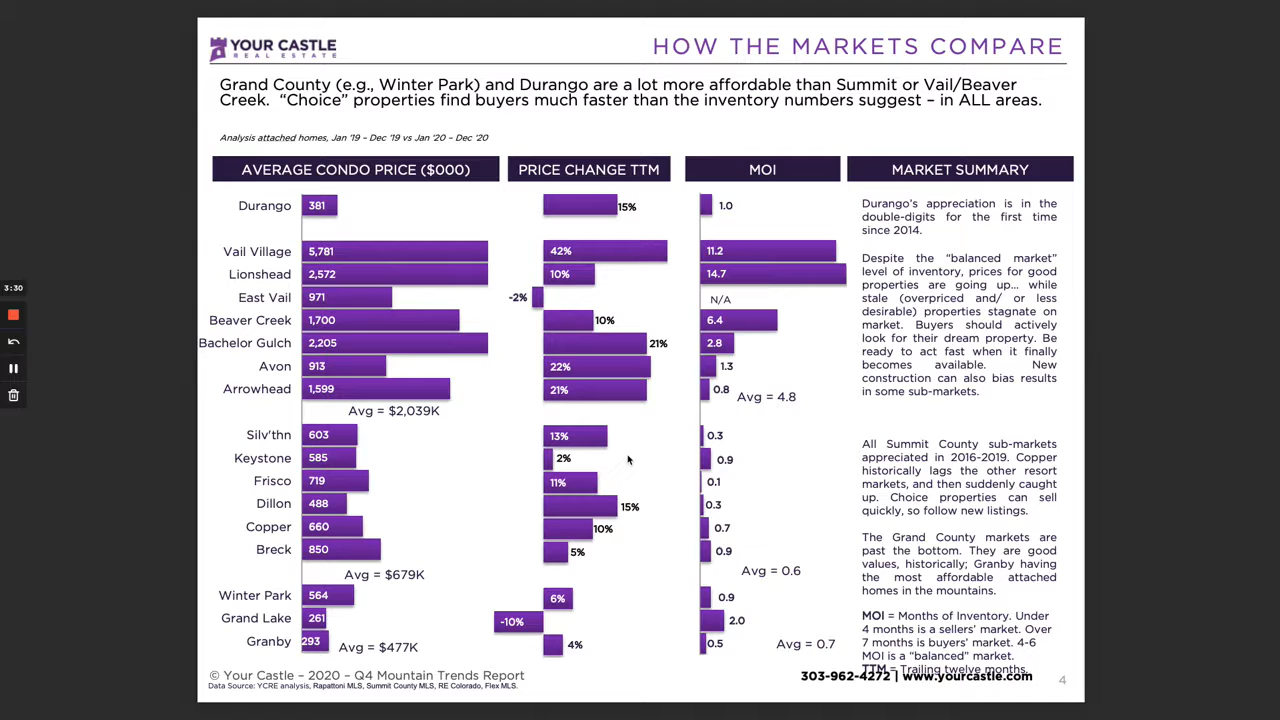 YOUR CASTLE
REAL ESTATE
HOW THE MARKETS COMPARE
Grand County (e.g., Winter Park) and Durango are a lot more affordable than Summit or Vail/Beaver
Creek. “Choice” properties find buyers much faster than the inventory numbers suggest – in ALL areas.
Analysis attached homes, Jan '19 – Dec '19 vs Jan '20 – Dec '20
AVERAGE CONDO PRICE ($000) PRICE CHANGE TTM MOI MARKET SUMMARY
Durango 381 15% 1.0
Vail Village 5,781 42% 11.2
Lionshead 2,572 10% 14.7
East Vail 971 -2% N/A
Beaver Creek 1,700 10% 6.4
Bachelor Gulch 2,205 21% 2.8
Avon 913 22% 1.3
Arrowhead 1,599 21% 0.8
Avg = $2,039K Avg = 4.8
Silv'thn 603 13% 0.3
Keystone 585 2% 0.9
Frisco 719 11% 0.1
Dillon 488 15% 0.3
Copper 660 10% 0.7
Breck 850 5% 0.9
Avg = $679K Avg = 0.6
Winter Park 564 6% 0.9
Grand Lake 261 -10% 2.0
Granby 293 4% 0.5
Avg = $477K Avg = 0.7
Durango's appreciation is in the
double-digits for the first time
since 2014.
Despite the “balanced market”
level of inventory, prices for good
properties are going up... while
stale (overpriced and/ or less
desirable) properties stagnate on
market. Buyers should actively
look for their dream property. Be
ready to act fast when it finally
becomes available. New
construction can also bias results
in some sub-markets.
All Summit County sub-markets
appreciated in 2016-2019. Copper
historically lags the other resort
markets, and then suddenly caught
up. Choice properties can sell
quickly, so follow new listings.
The Grand County markets are
past the bottom. They are good
values, historically; Granby having
the most affordable attached
homes in the mountains.
MOI = Months of Inventory. Under
4 months is a sellers' market. Over
7 months is buyers' market. 4-6
MOI is a “balanced” market.
TTM = Trailing twelve months.
© Your Castle – 2020 – Q4 Mountain Trends Report
303-962-4272 | www.yourcastle.com
4
Data Source: YCRE analysis, Rapattoni MLS, Summit County MLS, RE Colorado, Flex MLS.
3:30